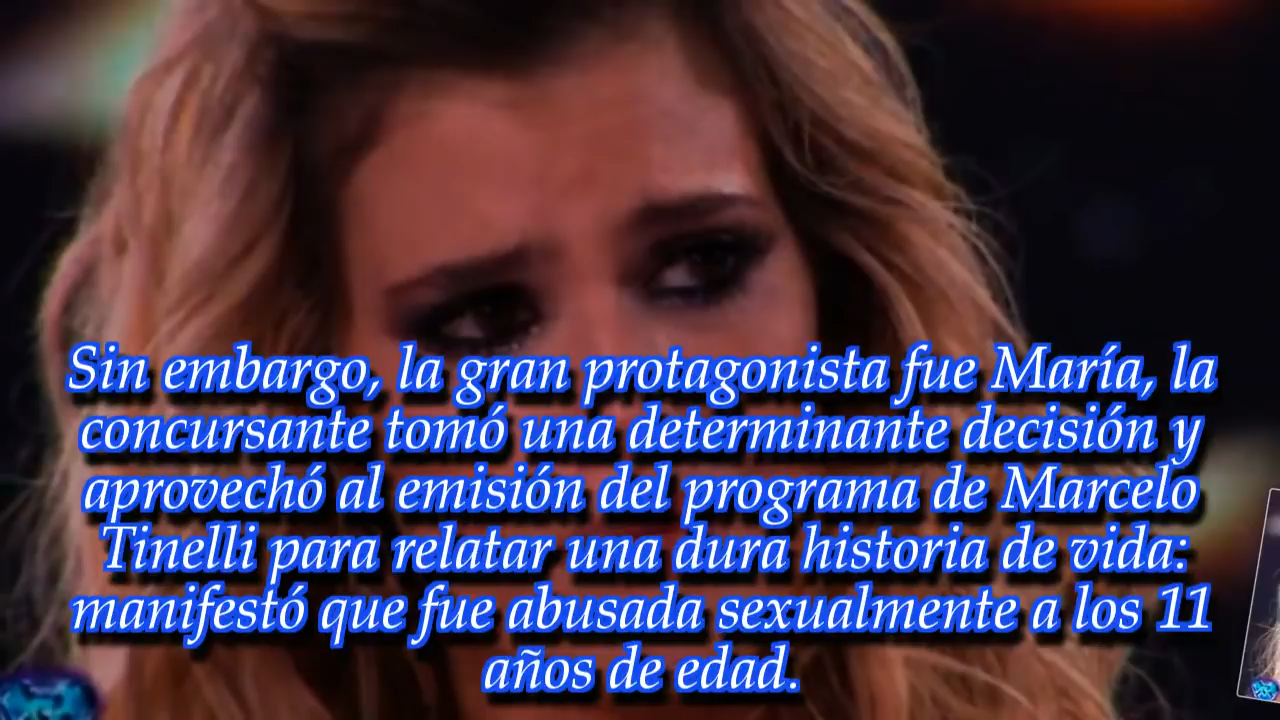 Sin embargo, la gran protagonista fue María, la
concursante tomó una determinante decisión y
aprovechó al emisión del programa de Marcelo
Tinelli para relatar una dura historia de vida:
manifestó que fue abusada sexualmente a los 11
años de edad.